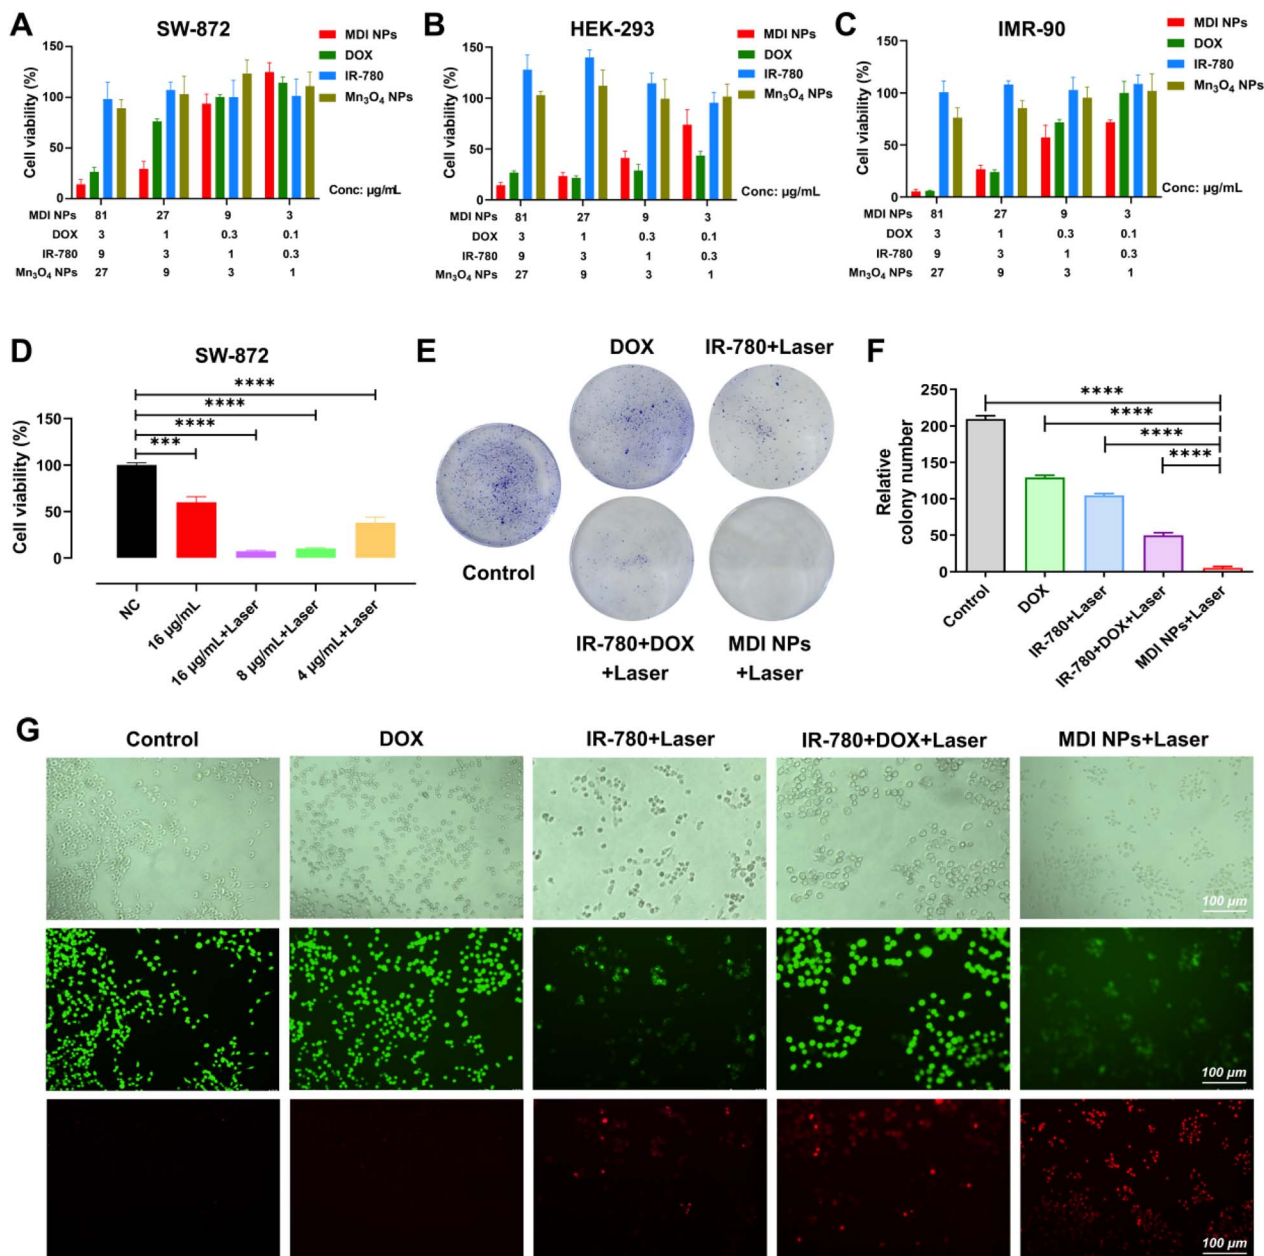 A
SW-872
MDI NPs
DOX
IR-780
Mn₃O₄ NPs
Cell viability (%)
150
100
50
0
Conc: μg/mL
MDI NPs 81 27 9 3
DOX 3 1 0.3 0.1
IR-780 9 3 1 0.3
Mn₃O₄ NPs 27 9 3 1
B
HEK-293
MDI NPs
DOX
IR-780
Mn₃O₄ NPs
Cell viability (%)
150
100
50
0
Conc: μg/mL
MDI NPs 81 27 9 3
DOX 3 1 0.3 0.1
IR-780 9 3 1 0.3
Mn₃O₄ NPs 27 9 3 1
C
IMR-90
MDI NPs
DOX
IR-780
Mn₃O₄ NPs
Cell viability (%)
150
100
50
0
Conc: μg/mL
MDI NPs 81 27 9 3
DOX 3 1 0.3 0.1
IR-780 9 3 1 0.3
Mn₃O₄ NPs 27 9 3 1
D
SW-872
****
****
****
***
Cell viability (%)
150
100
50
0
NC
16 μg/mL
16 μg/mL+Laser
8 μg/mL+Laser
4 μg/mL+Laser
E
DOX
IR-780+Laser
Control
IR-780+DOX
+Laser
MDI NPs
+Laser
F
****
****
****
****
Relative
colony number
250
200
150
100
50
0
Control
DOX
IR-780+Laser
IR-780+DOX+Laser
MDI NPs+Laser
G
Control
DOX
IR-780+Laser
IR-780+DOX+Laser
MDI NPs+Laser
100 μm
100 μm
100 μm